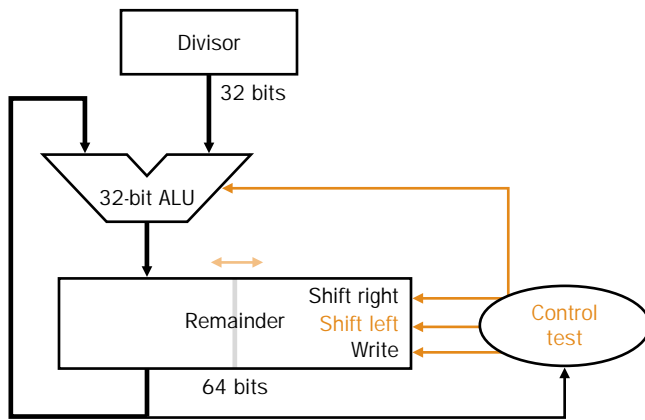 Divisor
32 bits
32-bit ALU
Shift right
Remainder
Shift left
Write
Control
test
64 bits